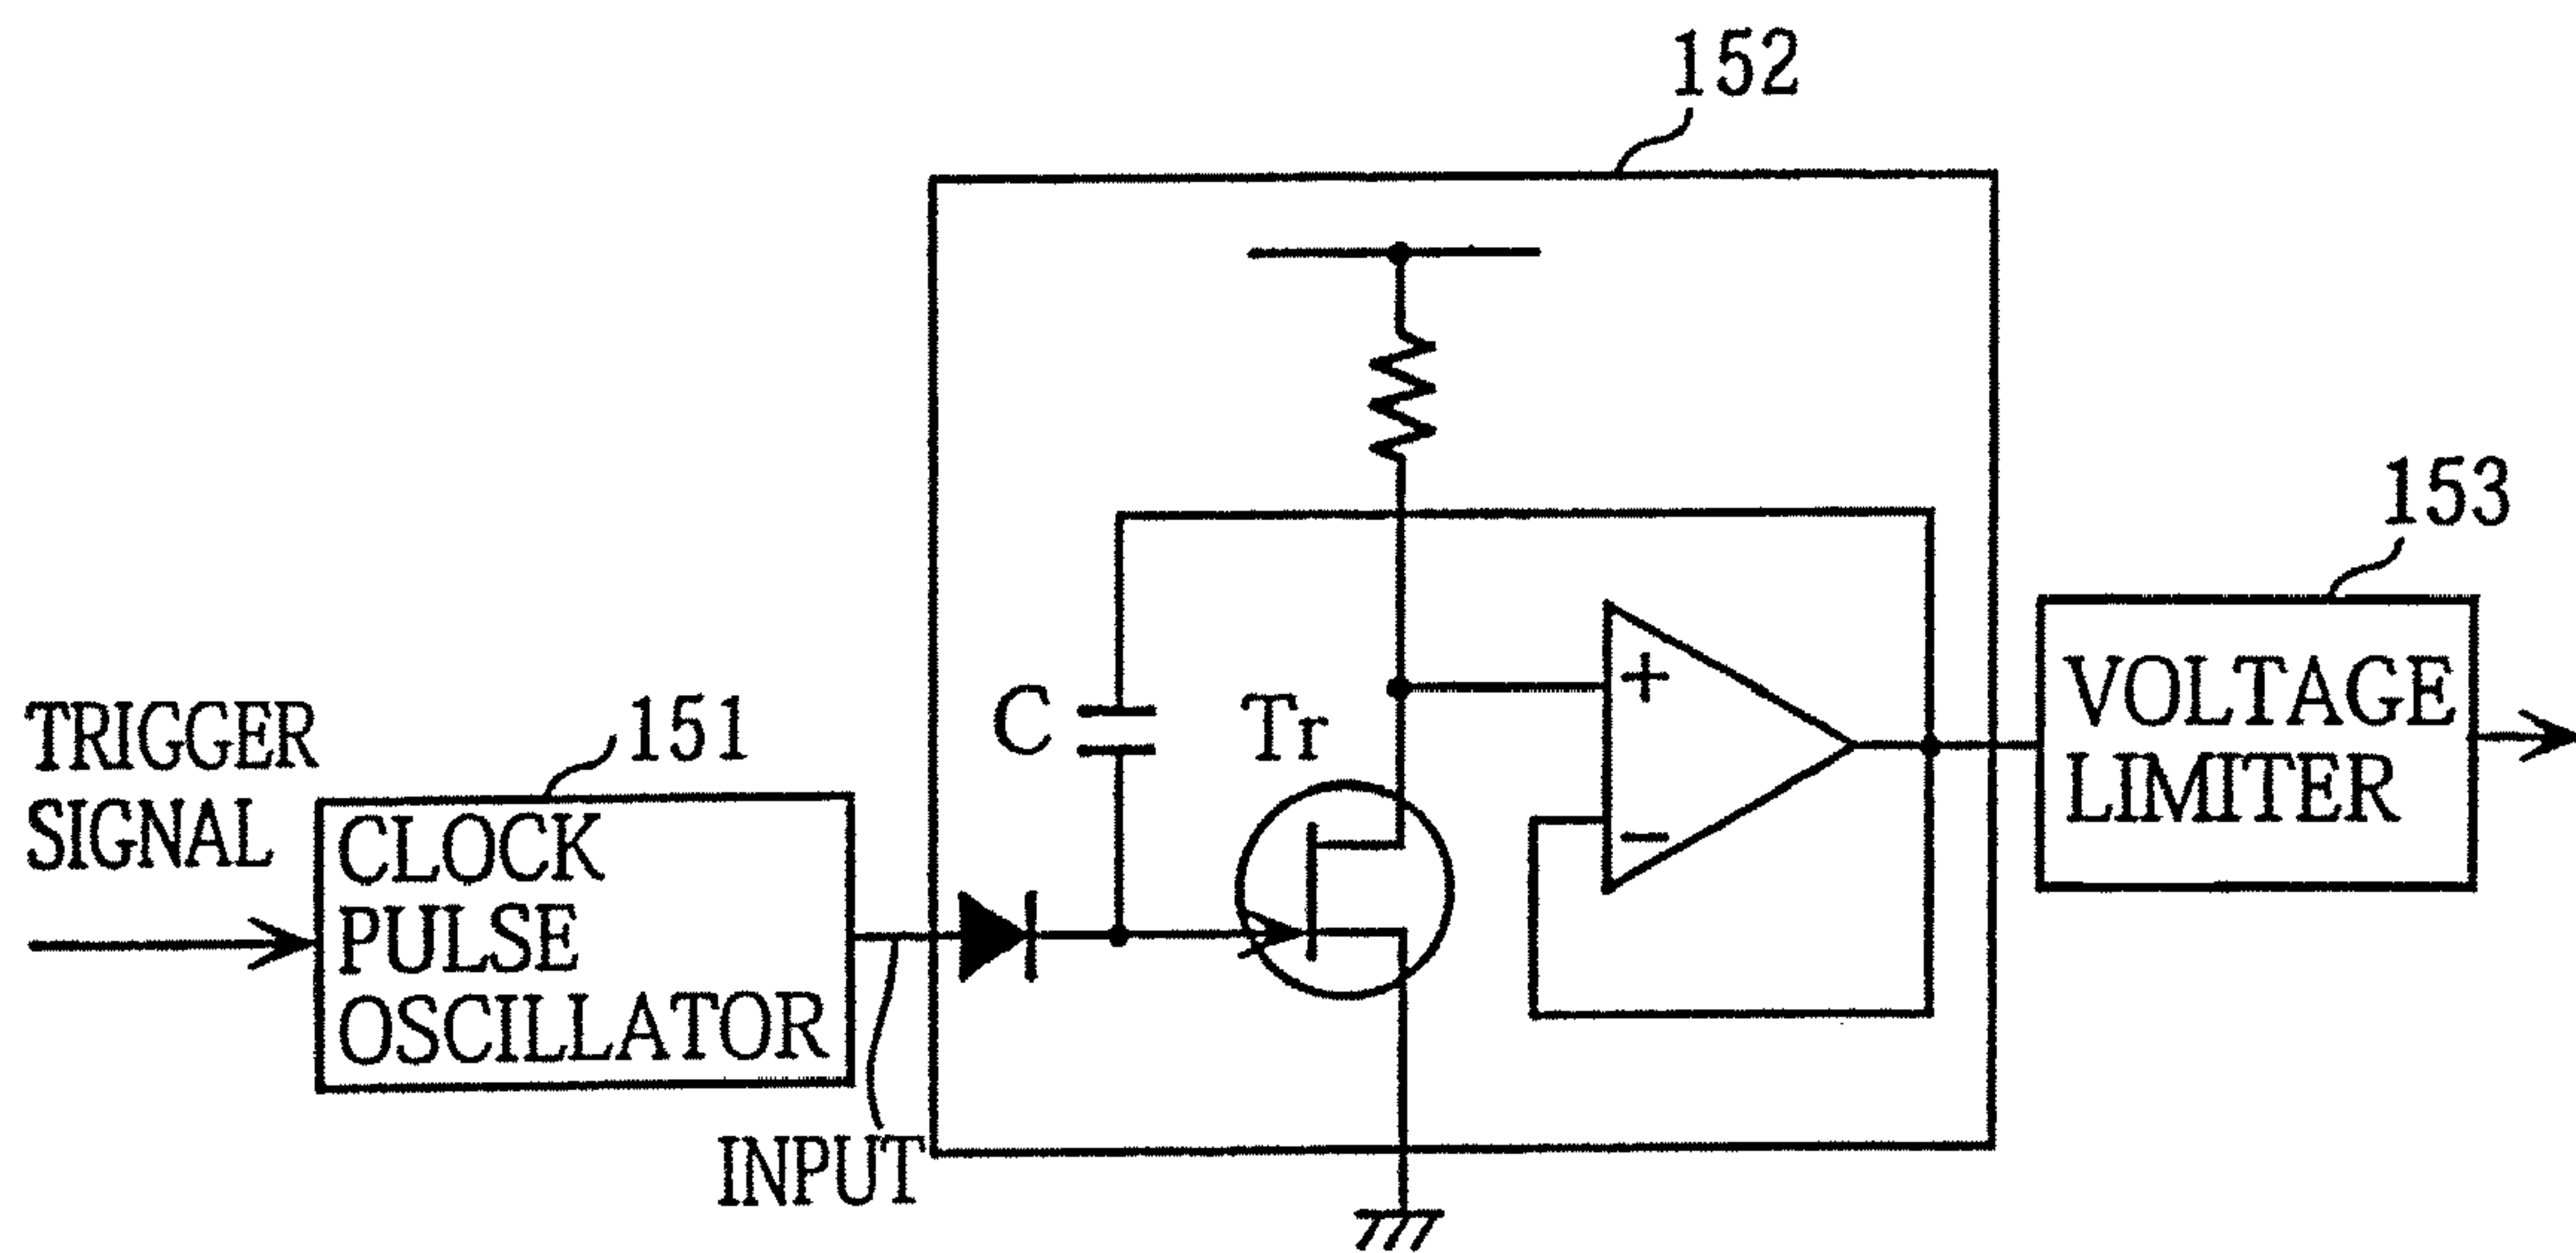 152
153
TRIGGER
SIGNAL
151
CLOCK
PULSE
OSCILLATOR
INPUT
C
Tr
+
−
VOLTAGE
LIMITER